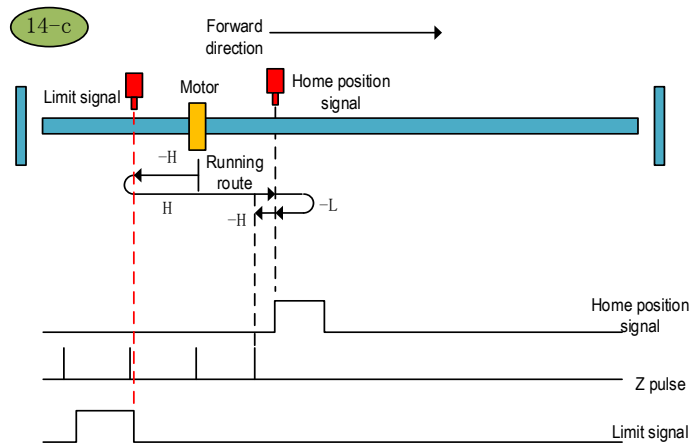 14-c
Forward
direction
Limit signal
Motor
Home position
signal
-H
Running
route
H
-H
-L
Home position
signal
Z pulse
Limit signal